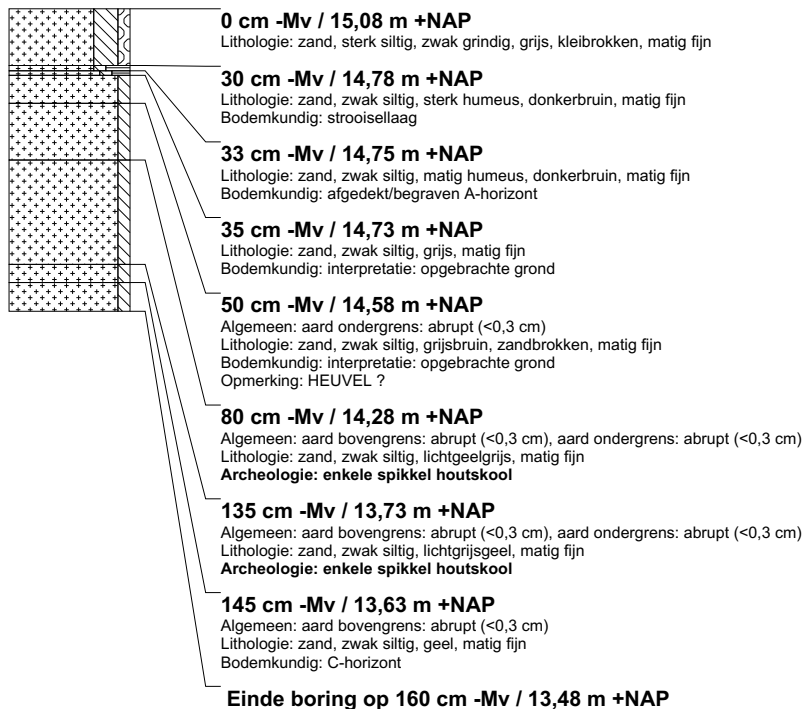 0 cm -Mv / 15,08 m +NAP
Lithologie: zand, sterk siltig, zwak grindig, grijs, kleibrokken, matig fijn
30 cm -Mv / 14,78 m +NAP
Lithologie: zand, zwak siltig, sterk humeus, donkerbruin, matig fijn
Bodemkundig: strooisellaag
33 cm -Mv / 14,75 m +NAP
Lithologie: zand, zwak siltig, matig humeus, donkerbruin, matig fijn
Bodemkundig: afgedekt/begraven A-horizont
35 cm -Mv / 14,73 m +NAP
Lithologie: zand, zwak siltig, grijs, matig fijn
Bodemkundig: interpretatie: opgebrachte grond
50 cm -Mv / 14,58 m +NAP
Algemeen: aard ondergrens: abrupt (<0,3 cm)
Lithologie: zand, zwak siltig, grijsbruin, zandbrokken, matig fijn
Bodemkundig: interpretatie: opgebrachte grond
Opmerking: HEUVEL ?
80 cm -Mv / 14,28 m +NAP
Algemeen: aard bovengrens: abrupt (<0,3 cm), aard ondergrens: abrupt (<0,3 cm)
Lithologie: zand, zwak siltig, lichtgeelgrijs, matig fijn
Archeologie: enkele spikkel houtskool
135 cm -Mv / 13,73 m +NAP
Algemeen: aard bovengrens: abrupt (<0,3 cm), aard ondergrens: abrupt (<0,3 cm)
Lithologie: zand, zwak siltig, lichtgrijsgeel, matig fijn
Archeologie: enkele spikkel houtskool
145 cm -Mv / 13,63 m +NAP
Algemeen: aard bovengrens: abrupt (<0,3 cm)
Lithologie: zand, zwak siltig, geel, matig fijn
Bodemkundig: C-horizont
Einde boring op 160 cm -Mv / 13,48 m +NAP